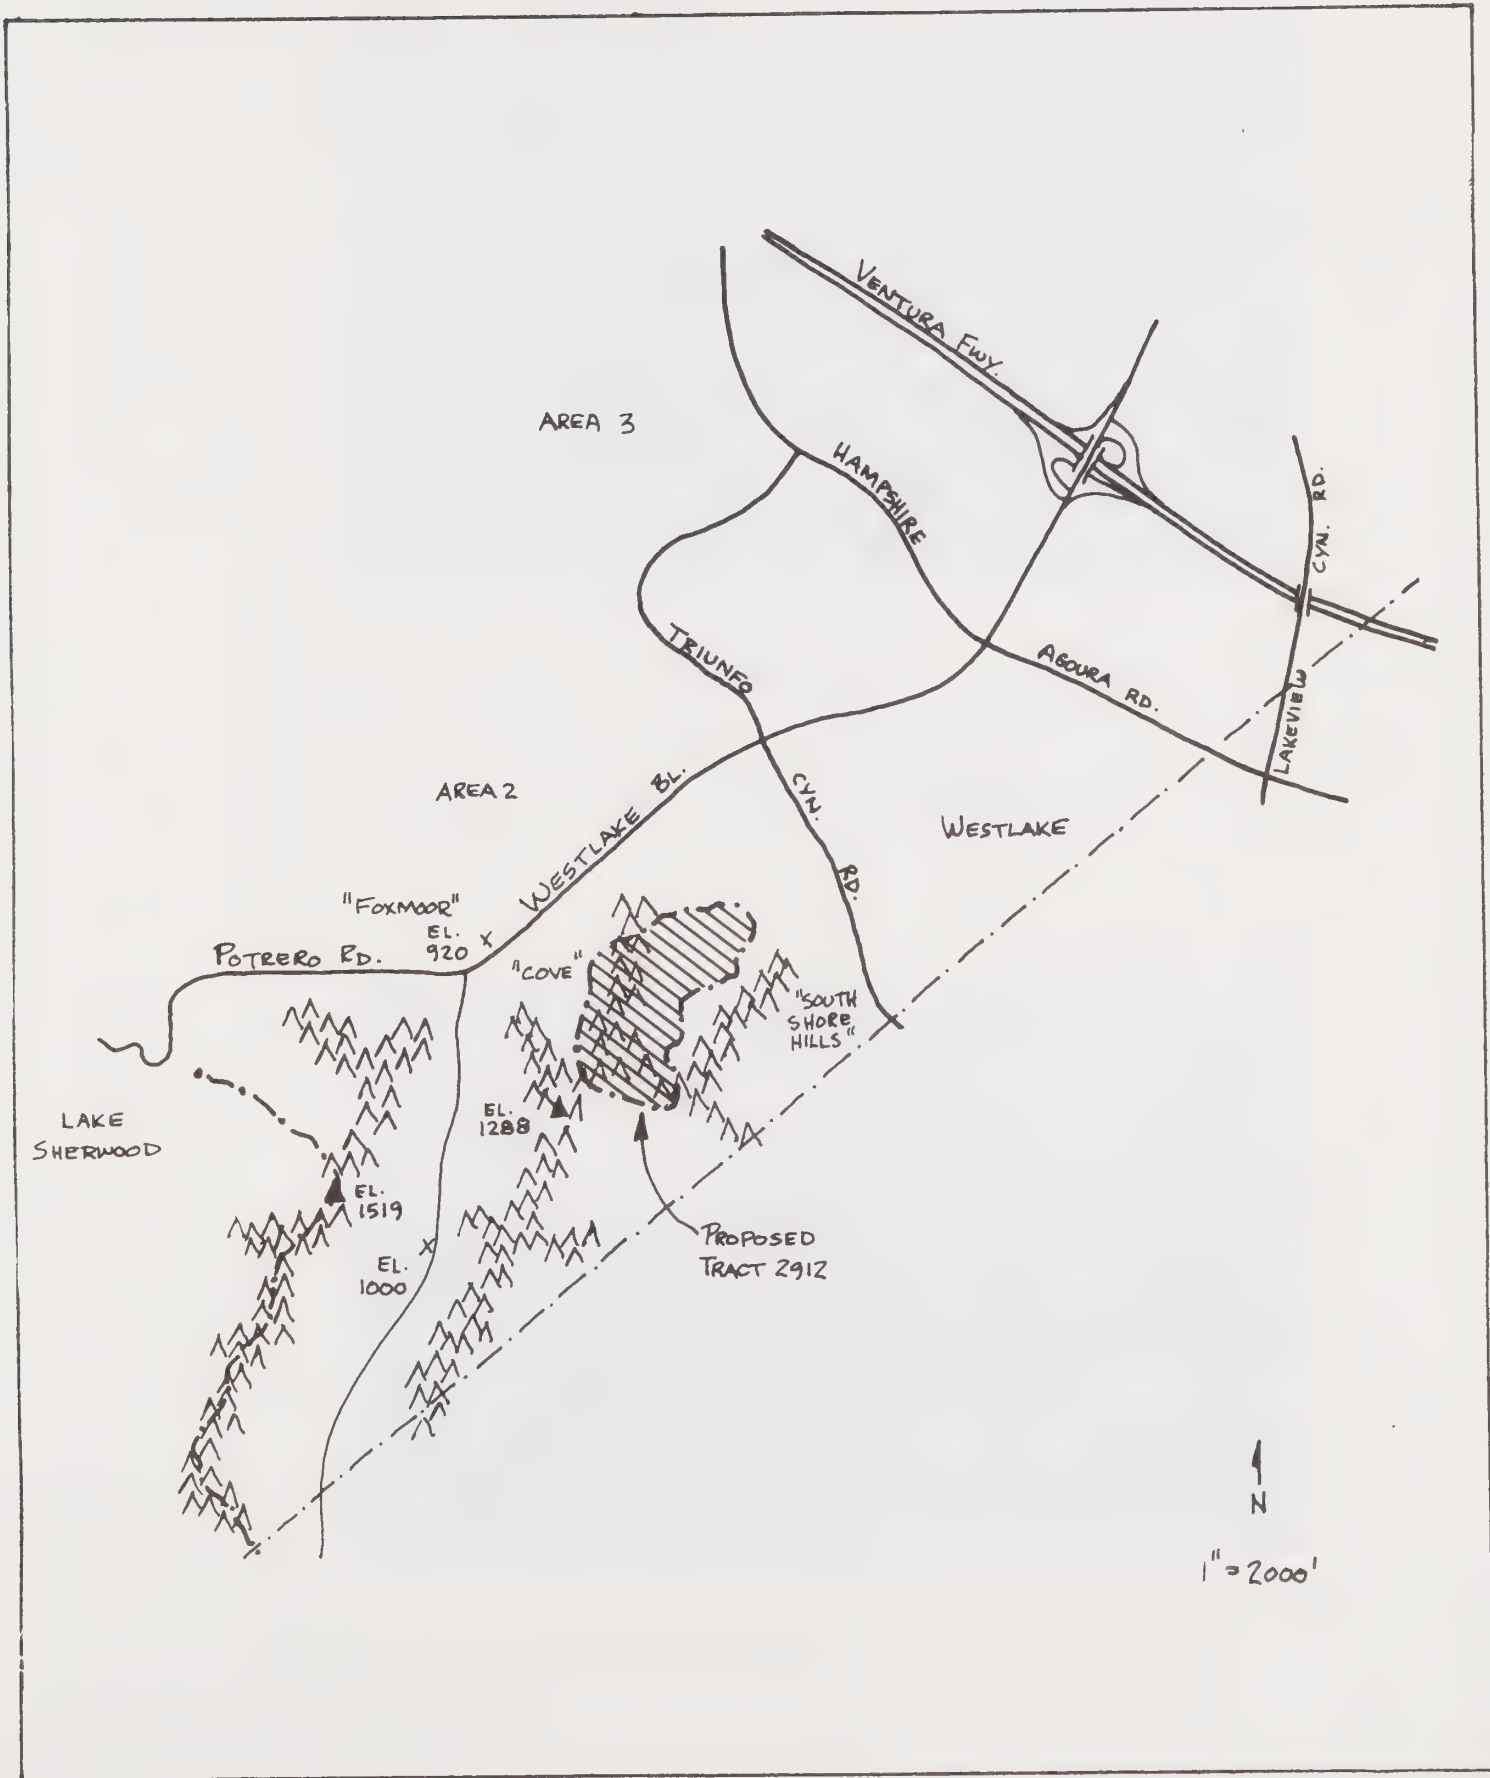 VENTURA FWY.
AREA 3
HAMPSHIRE
CYN. RD.
TRIUNFO
AGOURA RD.
LAKEVIEW
AREA 2
WESTLAKE BL.
CYN.
RD.
WESTLAKE
"FOXMOOR"
EL.
920 x
POTRERO RD.
"COVE"
"SOUTH
SHORE
HILLS"
LAKE
SHERWOOD
EL.
1288
EL.
1519
x
EL.
1000
PROPOSED
TRACT 2912
N
1" = 2000'